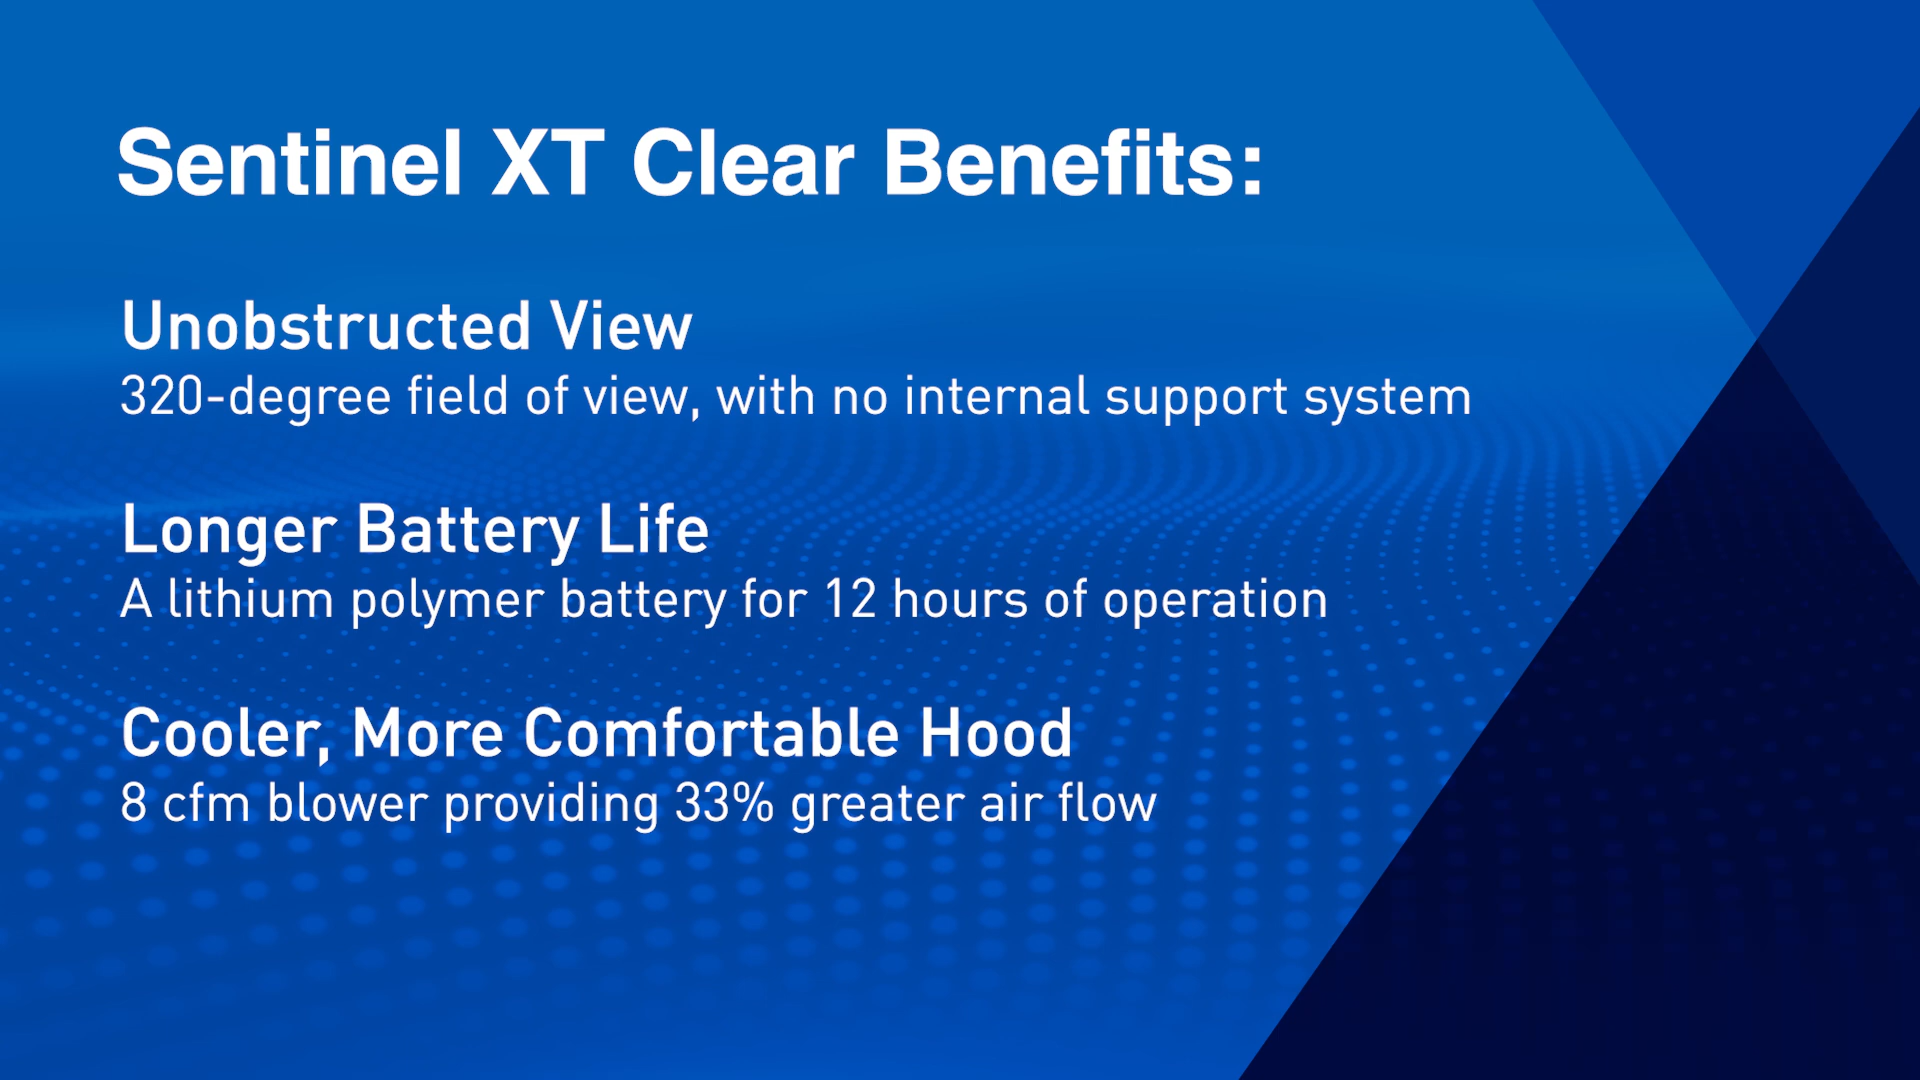 Sentinel XT Clear Benefits:
Unobstructed View
320-degree field of view, with no internal support system
Longer Battery Life
A lithium polymer battery for 12 hours of operation
Cooler, More Comfortable Hood
8 cfm blower providing 33% greater air flow